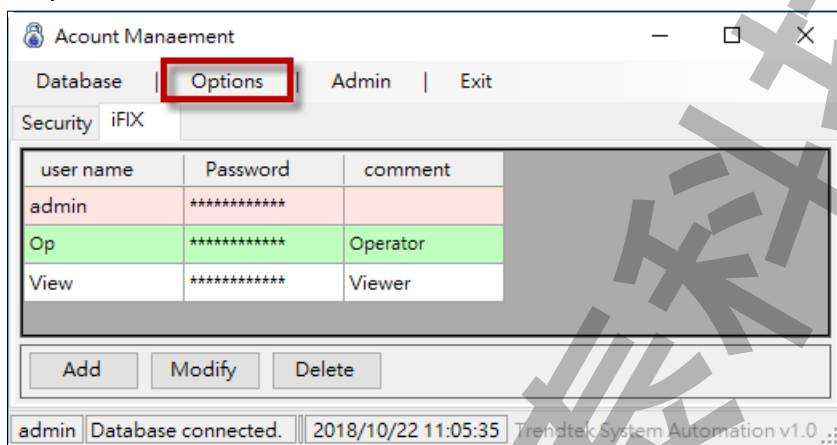 Acount Manaement
Database | Options | Admin | Exit
Security iFIX
user name Password comment
admin ************
Op ************ Operator
View ************ Viewer
Add Modify Delete
admin Database connected. 2018/10/22 11:05:35 Trendtek System Automation v1.0